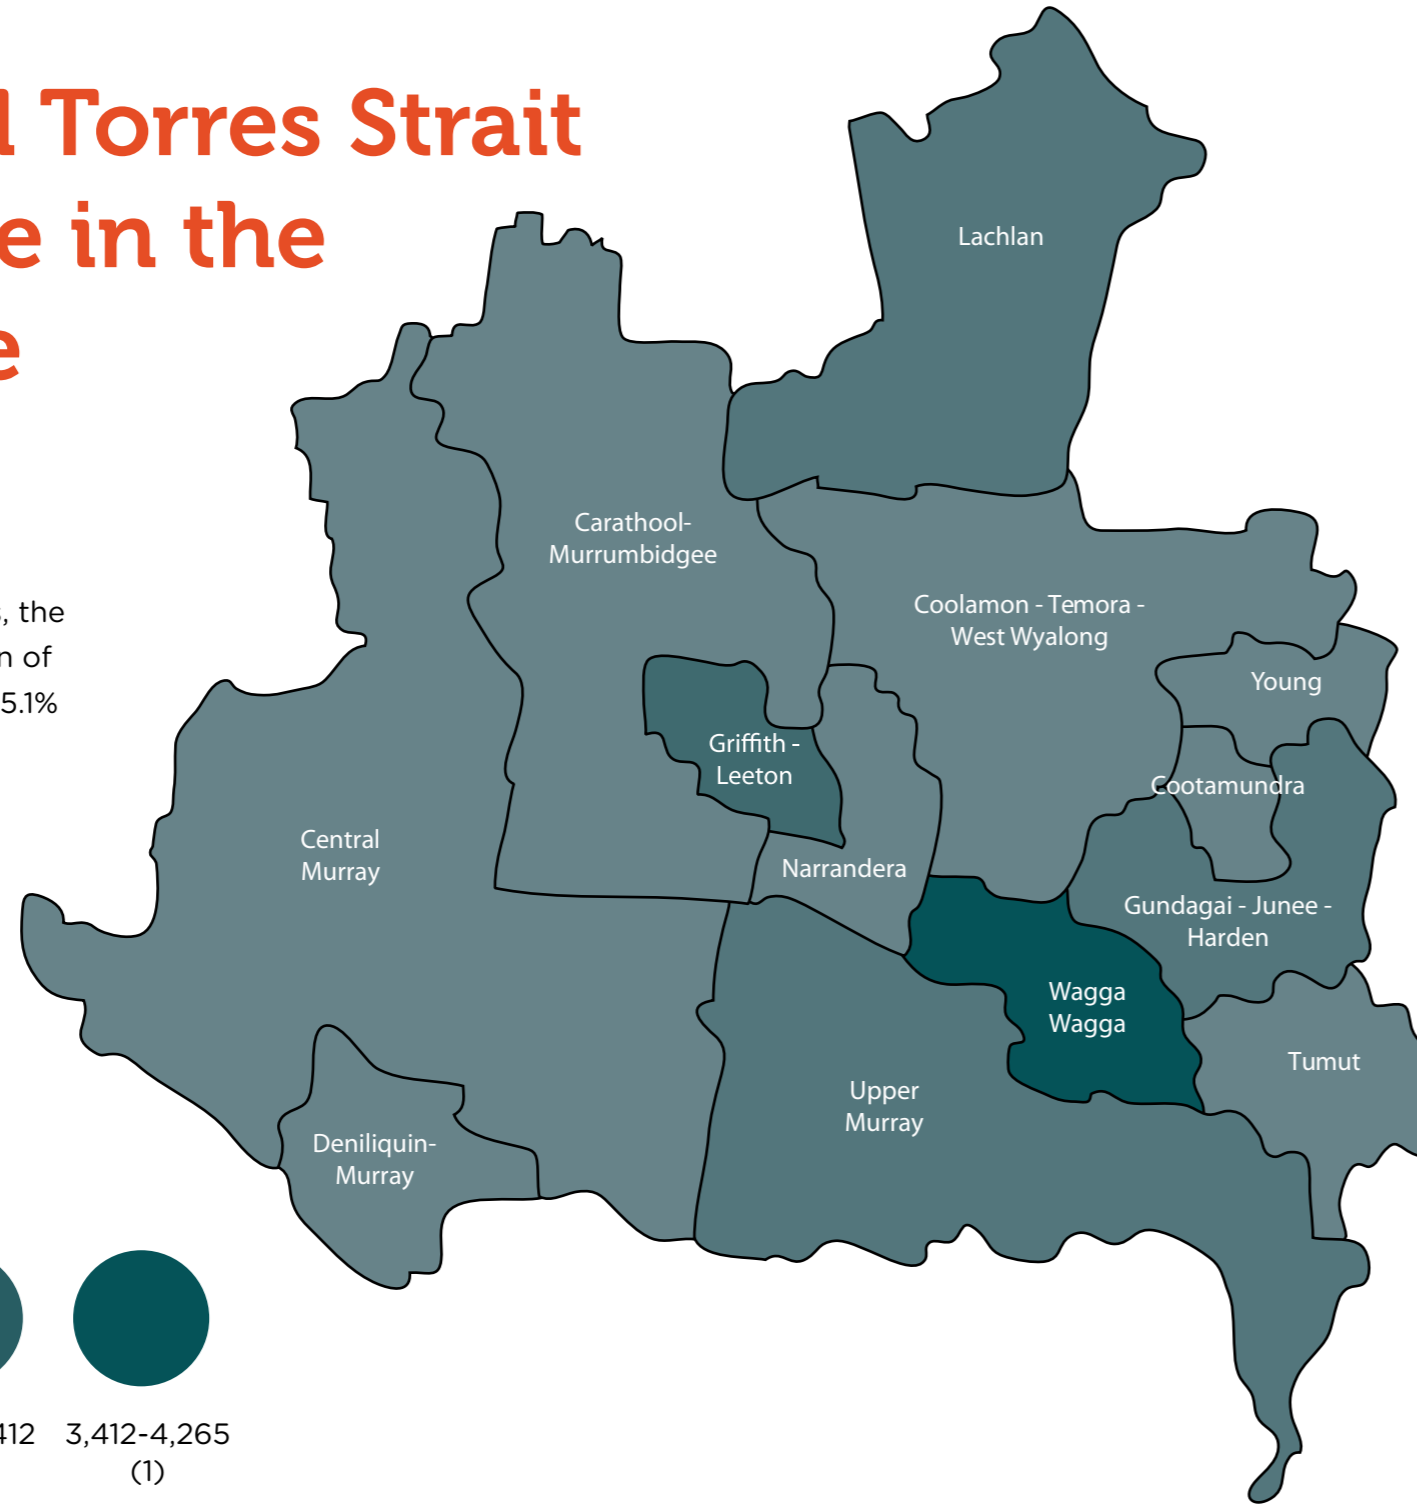 Torres Strait
e in the
e
, the
n of
5.1%
Lachlan
Carathool-
Murrumbidgee
Coolamon - Temora -
West Wyalong
Young
Griffith -
Leeton
Cootamundra
Central
Murray
Narrandera
Gundagai - Junee -
Harden
Wagga
Wagga
Tumut
Upper
Murray
Deniliquin-
Murray
412
3,412-4,265
(1)